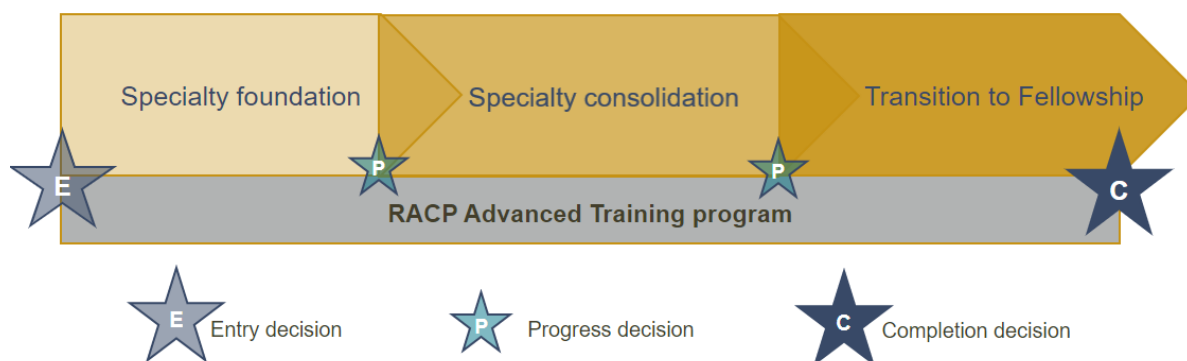 Specialty foundation
Specialty consolidation
Transition to Fellowship
E
P
P
C
RACP Advanced Training program
E
Entry decision
P
Progress decision
C
Completion decision